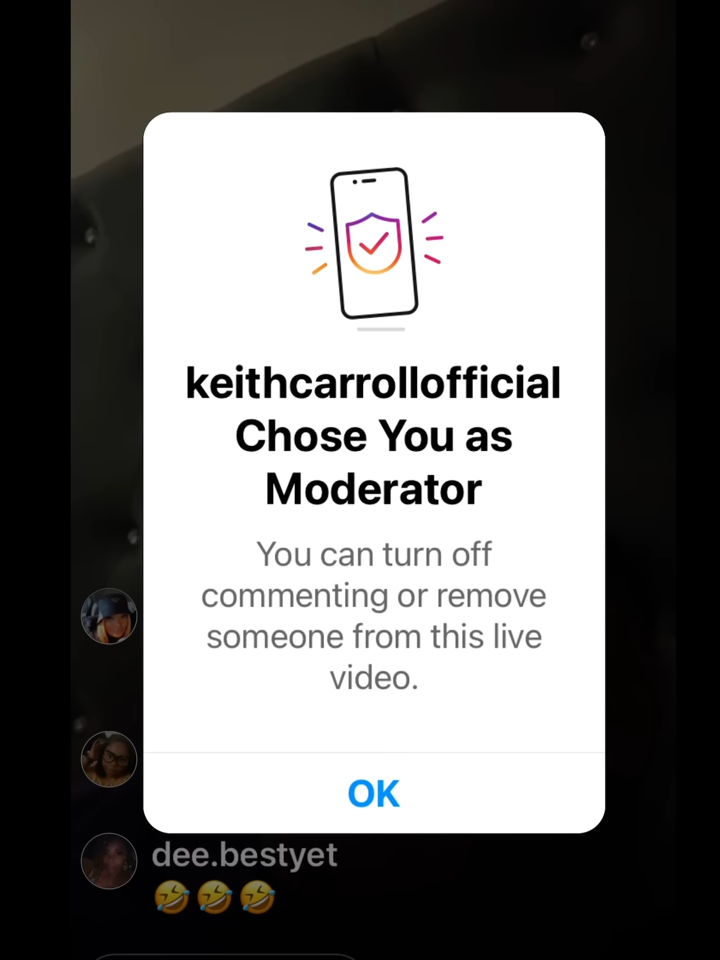 keithcarrollofficial
Chose You as
Moderator
You can turn off
commenting or remove
someone from this live
video.
OK
dee.bestyet
🤣🤣🤣